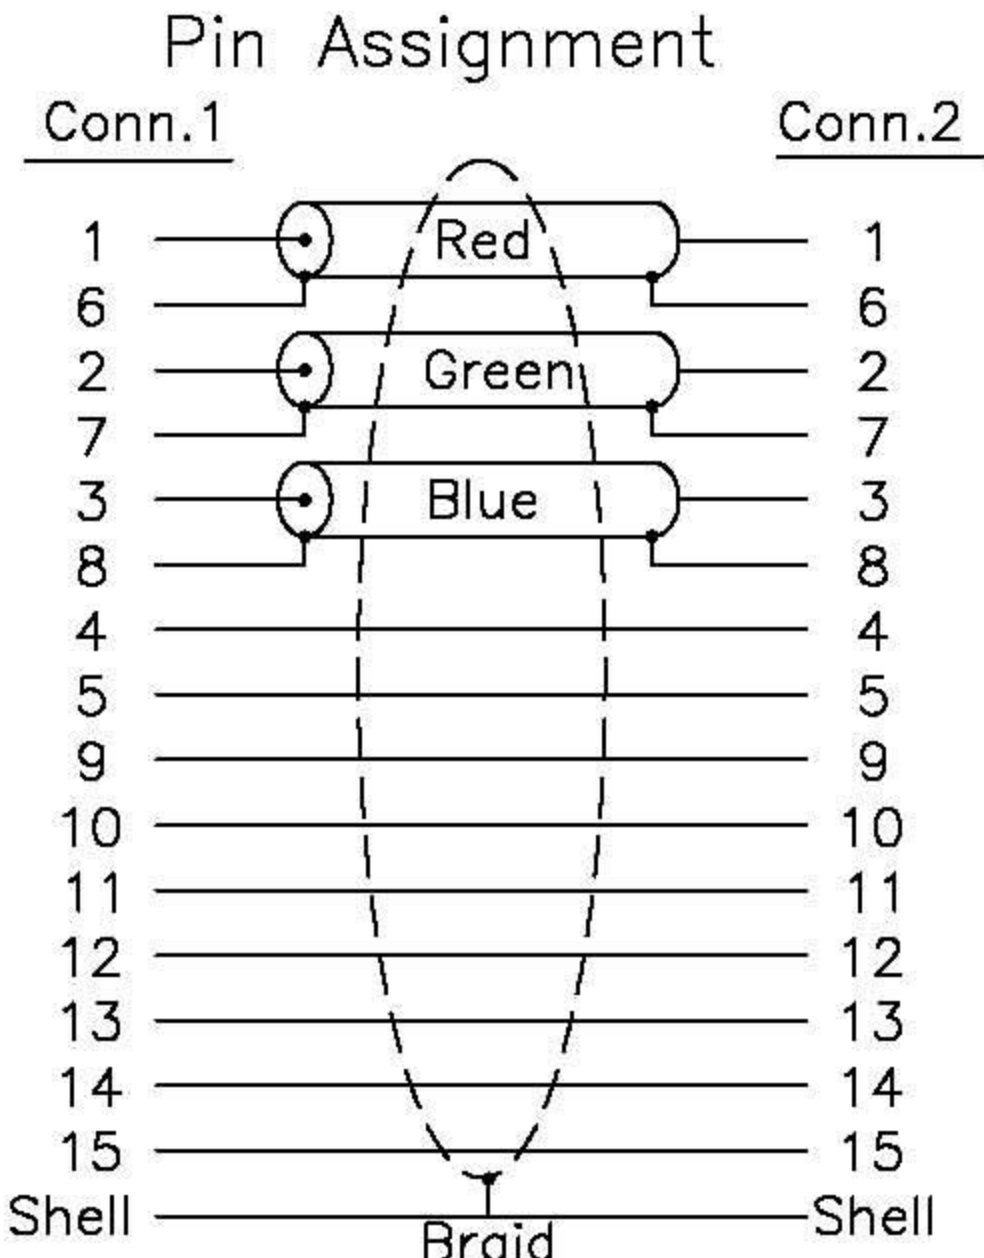 Pin Assignment
Conn.1 Conn.2
1 Red 1
6 6
2 Green 2
7 7
3 Blue 3
8 8
4 4
5 5
9 9
10 10
11 11
12 12
13 13
14 14
15 15
Shell Shell
Braid